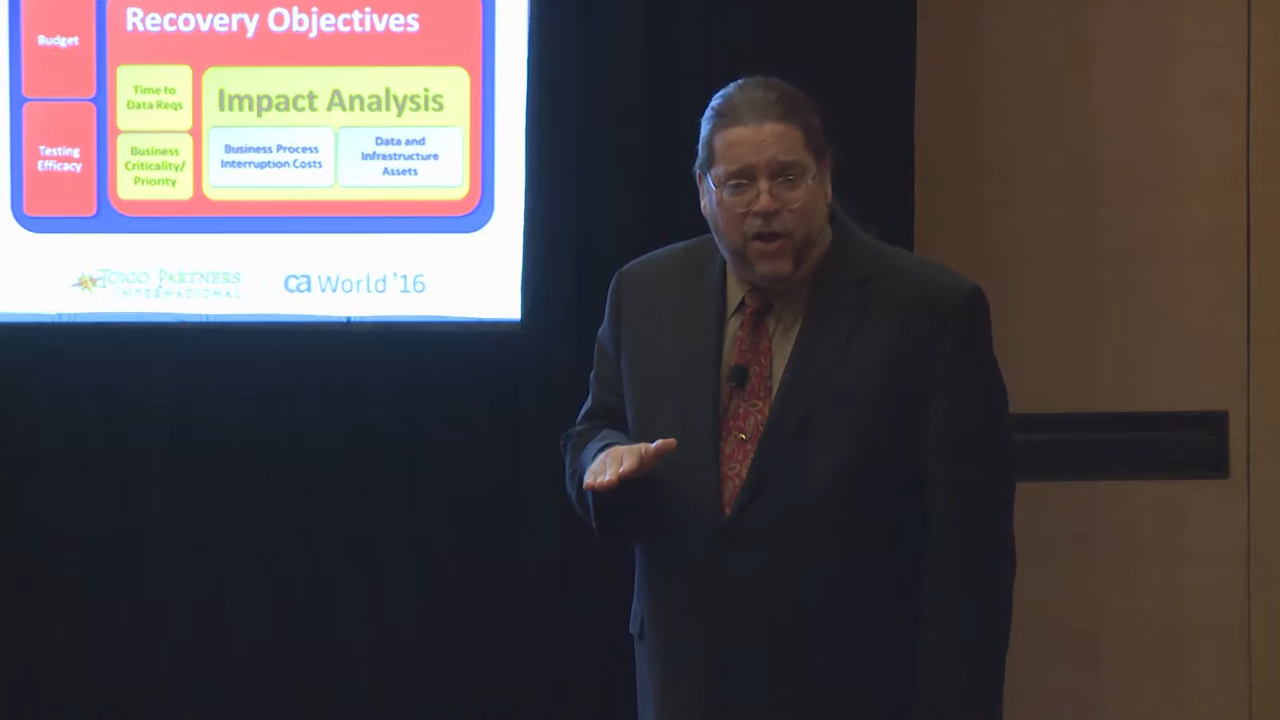 Recovery Objectives
Budget
Time to
Data Reqs
Impact Analysis
Testing
Efficacy
Business
Criticality/
Priority
Business Process
Interruption Costs
Data and
Infrastructure
Assets
TOIGO PARTNERS
INTERNATIONAL
ca World '16